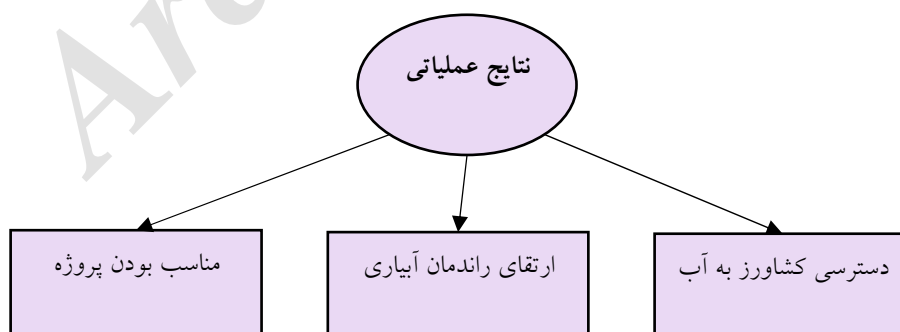 نتایج عملیاتی
دسترسی کشاورز به آب
ارتقای راندمان آبیاری
مناسب بودن پروژه